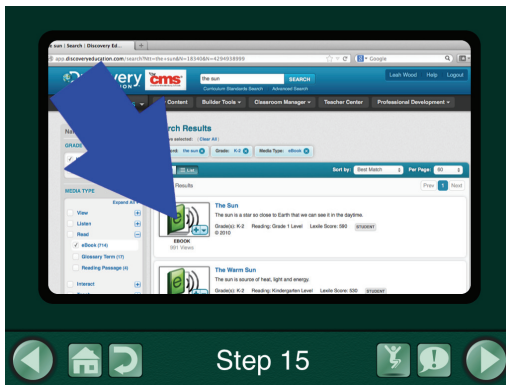 e sun | Search | Discovery Ed...
app.discoveryeducation.com/search?Ntt=the+sun&N=18340&N=4294938999
Google
Discovery
the
cms
the sun
SEARCH
Curriculum Standards Search Advanced Search
Leah Wood Help Logout
Content Builder Tools Classroom Manager Teacher Center Professional Development
rch Results
(Clear All)
the sun Grade: K-2 Media Type: eBook
List
Sort by: Best Match Per Page: 50
Results
Prev 1 Next
GRADE
MEDIA TYPE
Expand All
View
Listen
Read
eBook (714)
Glossary Term (17)
Reading Passage (4)
Interact
The Sun
The sun is a star so close to Earth that we can see it in the daytime.
Grade(s): K-2 Reading: Grade 1 Level Lexile Score: 590 STUDENT
© 2010
EBOOK
991 Views
The Warm Sun
The sun is source of heat, light and energy.
Grade(s): K-2 Reading: Kindergarten Level Lexile Score: 530 STUDENT
Step 15